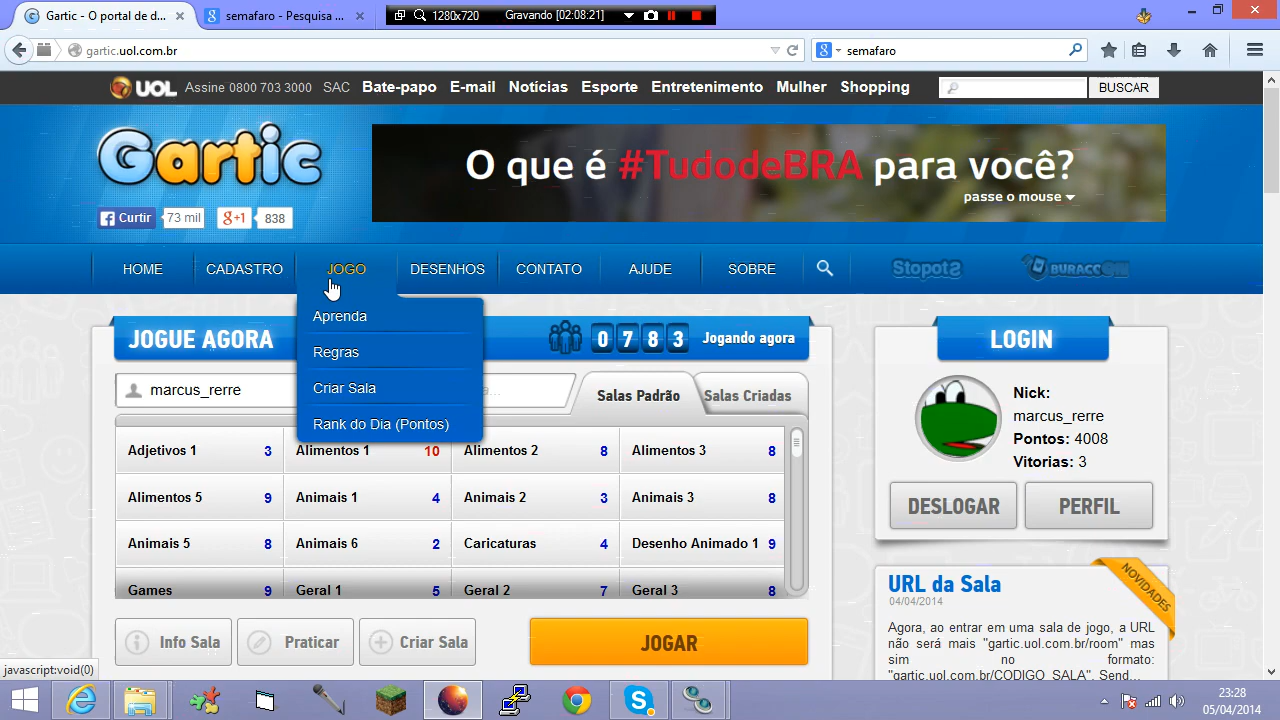 Gartic - O portal de d...
semafaro - Pesquisa ...
1280x720
Gravando [02:08:21]
gartic.uol.com.br
semafaro
UOL Assine 0800 703 3000 SAC Bate-papo E-mail Notícias Esporte Entretenimento Mulher Shopping BUSCAR
Gartic
O que é #TudodeBRA para você?
passe o mouse
Curtir 73 mil g+1 838
HOME CADASTRO JOGO DESENHOS CONTATO AJUDE SOBRE StopotS BURACOON
Aprenda
Regras
Criar Sala
Rank do Dia (Pontos)
JOGUE AGORA 0783 Jogando agora
marcus_rerre
Salas Padrão Salas Criadas
Adjetivos 1 3 Alimentos 1 10 Alimentos 2 8 Alimentos 3 8
Alimentos 5 9 Animais 1 4 Animais 2 3 Animais 3 8
Animais 5 8 Animais 6 2 Caricaturas 4 Desenho Animado 1 9
Games 9 Geral 1 5 Geral 2 7 Geral 3 8
Info Sala Praticar Criar Sala JOGAR
LOGIN
Nick:
marcus_rerre
Pontos: 4008
Vitorias: 3
DESLOGAR PERFIL
NOVIDADES
URL da Sala
04/04/2014
Agora, ao entrar em uma sala de jogo, a URL
não será mais "gartic.uol.com.br/room" mas
sim no formato:
"gartic.uol.com.br/CODIGO_SALA". Send...
javascript:void(0)
23:28
05/04/2014